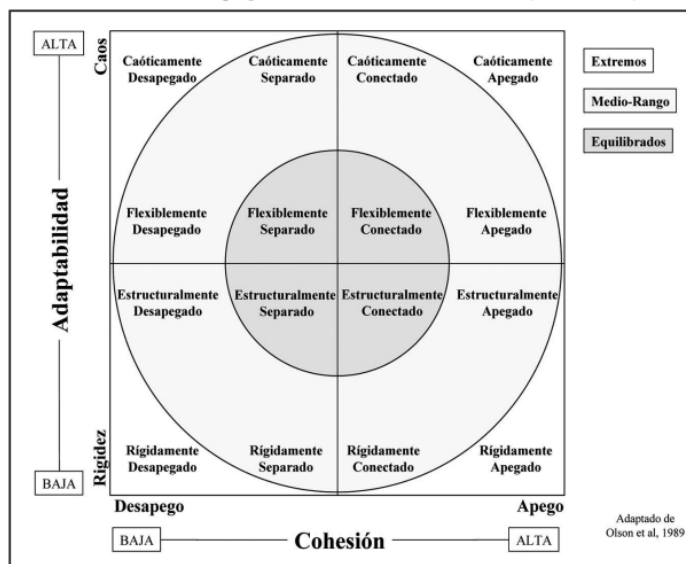 ALTA
Caos
Caóticamente
Desapegado
Caóticamente
Separado
Caóticamente
Conectado
Caóticamente
Apegado
Extremos
Medio-Rango
Equilibrados
Adaptabilidad
Flexiblemente
Desapegado
Flexiblemente
Separado
Flexiblemente
Conectado
Flexiblemente
Apegado
Estructuralmente
Desapegado
Estructuralmente
Separado
Estructuralmente
Conectado
Estructuralmente
Apegado
Rígidamente
Desapegado
Rígidamente
Separado
Rígidamente
Conectado
Rígidamente
Apegado
Rigidez
BAJA
Desapego
Apego
BAJA
Cohesión
ALTA
Adaptado de
Olson et al, 1989